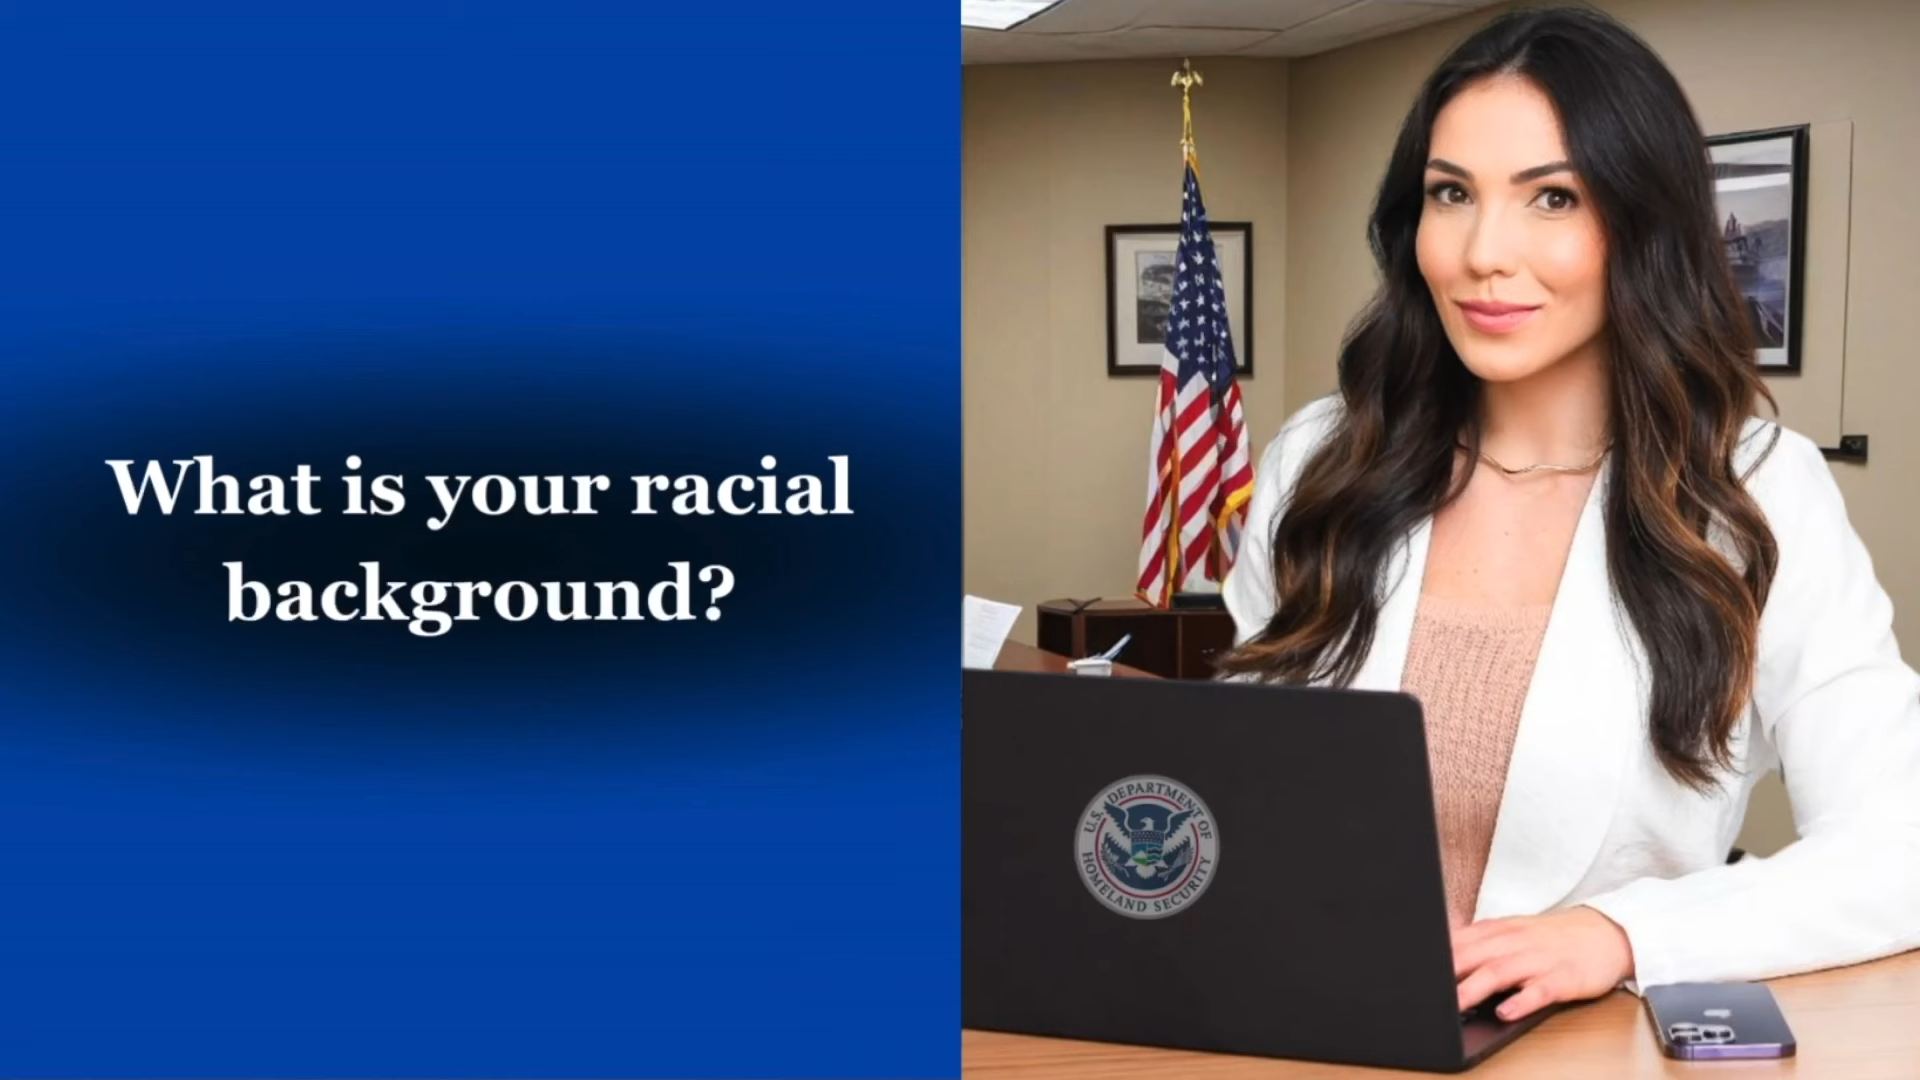 What is your racial
background?
U.S. DEPARTMENT OF
HOMELAND SECURITY